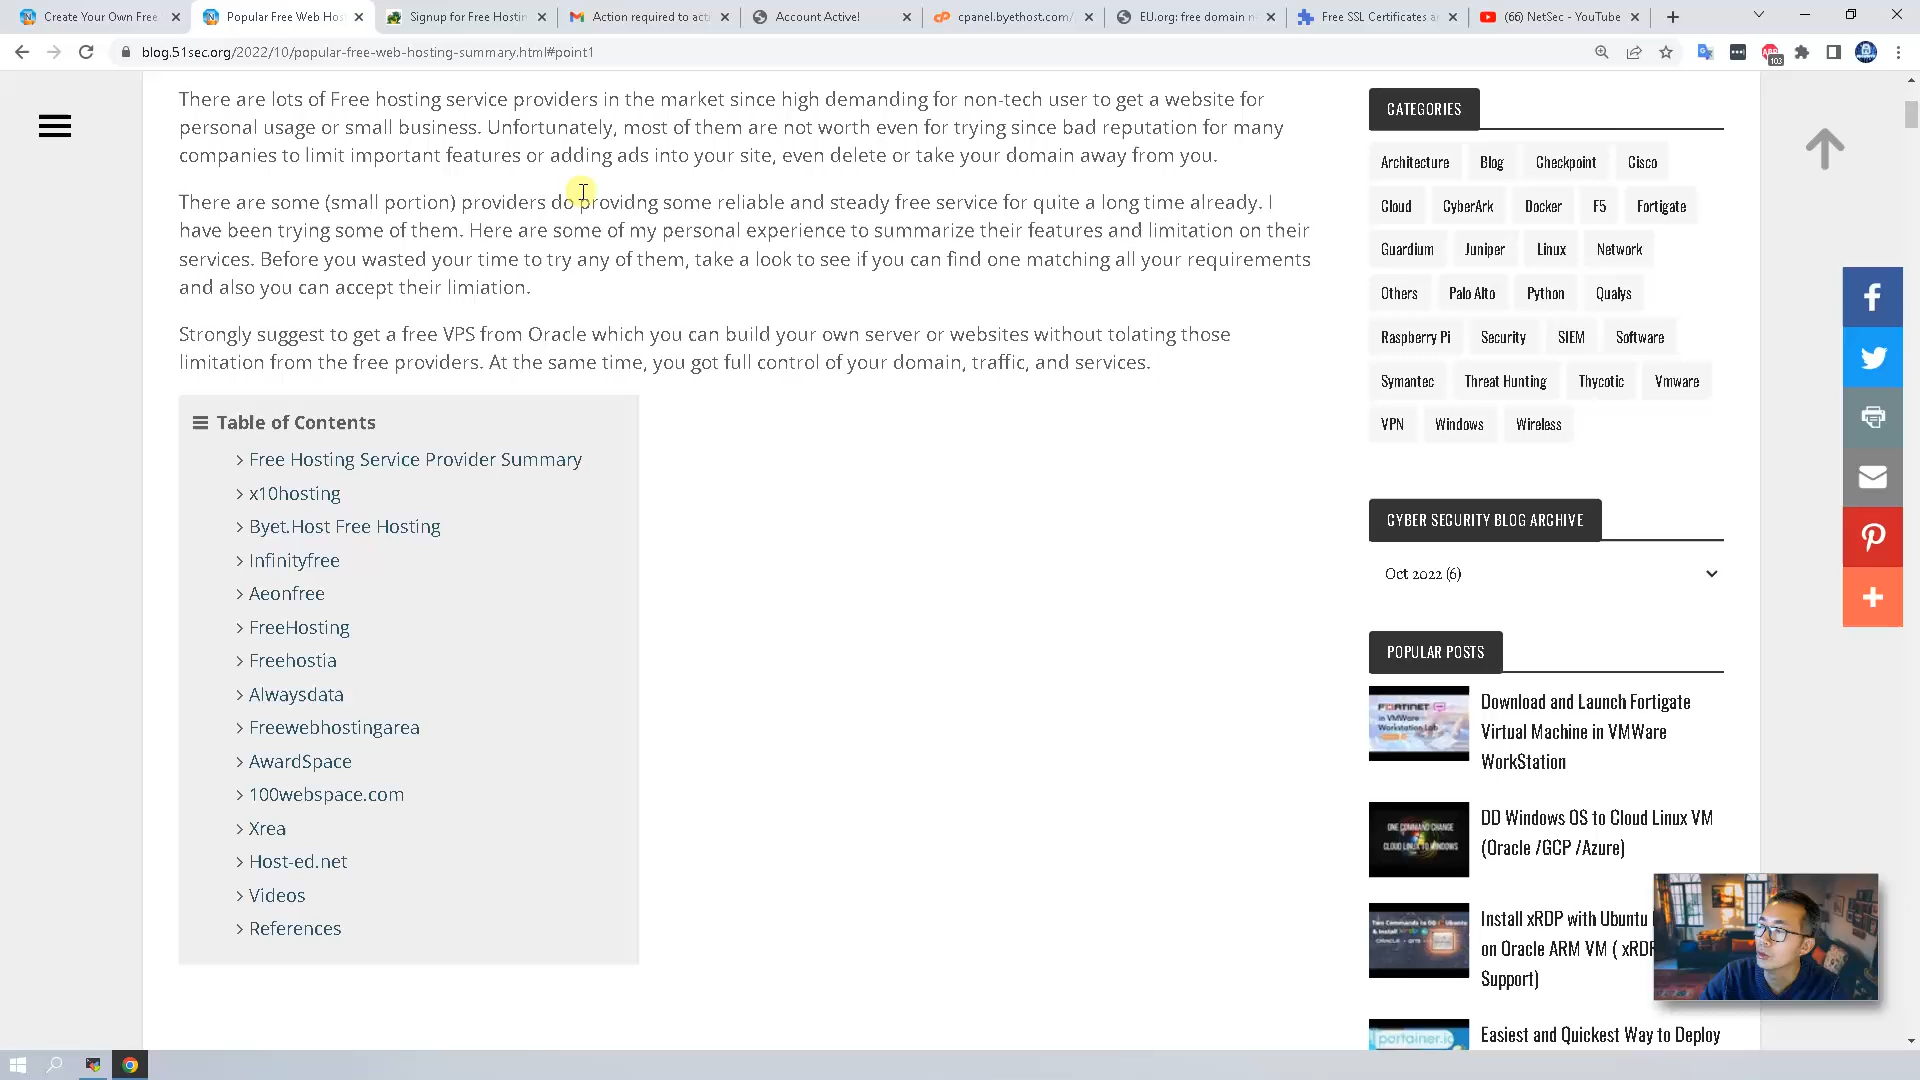 Create Your Own Free
Popular Free Web Hos
Signup for Free Hostin
Action required to act
Account Active!
cpanel.byethost.com/
EU.org: free domain n
Free SSL Certificates a
(66) NetSec - YouTube
blog.51sec.org/2022/10/popular-free-web-hosting-summary.html#point1
103
There are lots of Free hosting service providers in the market since high demanding for non-tech user to get a website for
personal usage or small business. Unfortunately, most of them are not worth even for trying since bad reputation for many
companies to limit important features or adding ads into your site, even delete or take your domain away from you.
There are some (small portion) providers do providng some reliable and steady free service for quite a long time already. I
have been trying some of them. Here are some of my personal experience to summarize their features and limitation on their
services. Before you wasted your time to try any of them, take a look to see if you can find one matching all your requirements
and also you can accept their limiation.
Strongly suggest to get a free VPS from Oracle which you can build your own server or websites without tolating those
limitation from the free providers. At the same time, you got full control of your domain, traffic, and services.
Table of Contents
Free Hosting Service Provider Summary
x10hosting
Byet.Host Free Hosting
Infinityfree
Aeonfree
FreeHosting
Freehostia
Alwaysdata
Freewebhostingarea
AwardSpace
100webspace.com
Xrea
Host-ed.net
Videos
References
CATEGORIES
Architecture Blog Checkpoint Cisco
Cloud CyberArk Docker F5 Fortigate
Guardium Juniper Linux Network
Others Palo Alto Python Qualys
Raspberry Pi Security SIEM Software
Symantec Threat Hunting Thycotic Vmware
VPN Windows Wireless
CYBER SECURITY BLOG ARCHIVE
Oct 2022 (6)
POPULAR POSTS
FORTINET
in VMWare
Workstation Lab
Download and Launch Fortigate
Virtual Machine in VMWare
WorkStation
ONE COMMAND CHANGE
CLOUD LINUX TO WINDOWS
DD Windows OS to Cloud Linux VM
(Oracle /GCP /Azure)
Install xRDP with Ubuntu
on Oracle ARM VM ( xRDP
Support)
portainer.io
Easiest and Quickest Way to Deploy